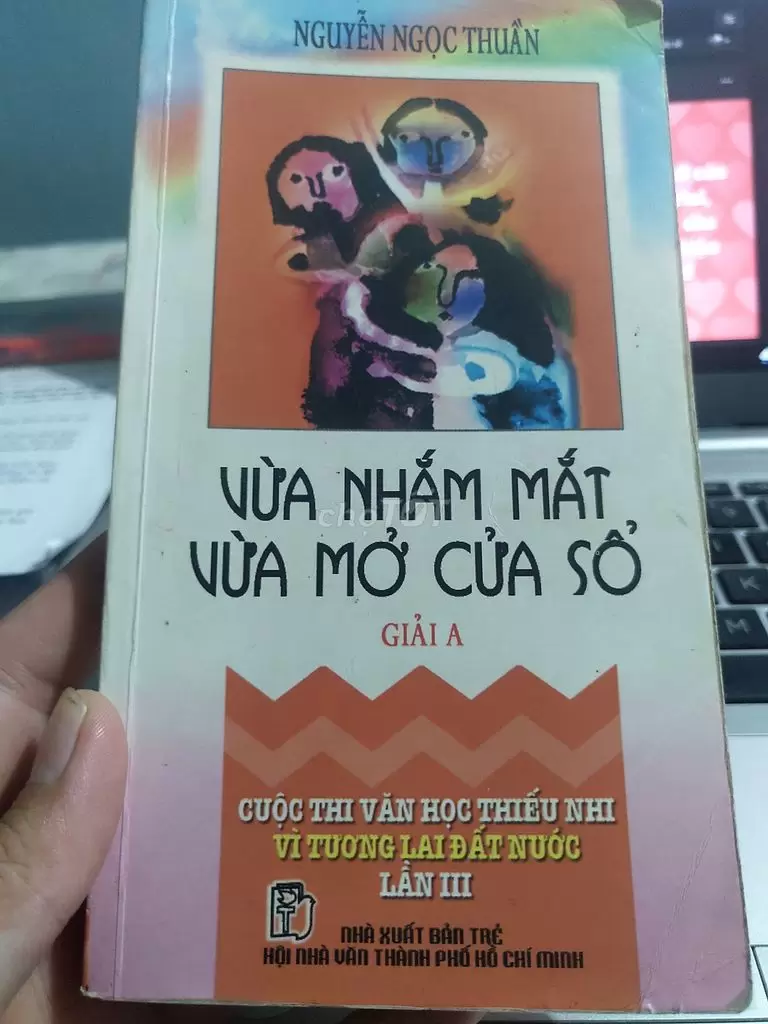 NGUYỄN NGỌC THUẦN
VỪA NHẮM MẮT
chợTỐT
VỪA MỞ CỬA SỔ
GIẢI A
CUỘC THI VĂN HỌC THIẾU NHI
VÌ TƯƠNG LAI ĐẤT NƯỚC
LẦN III
NHÀ XUẤT BẢN TRẺ
HỘI NHÀ VĂN THÀNH PHỐ HỒ CHÍ MINH
K
M